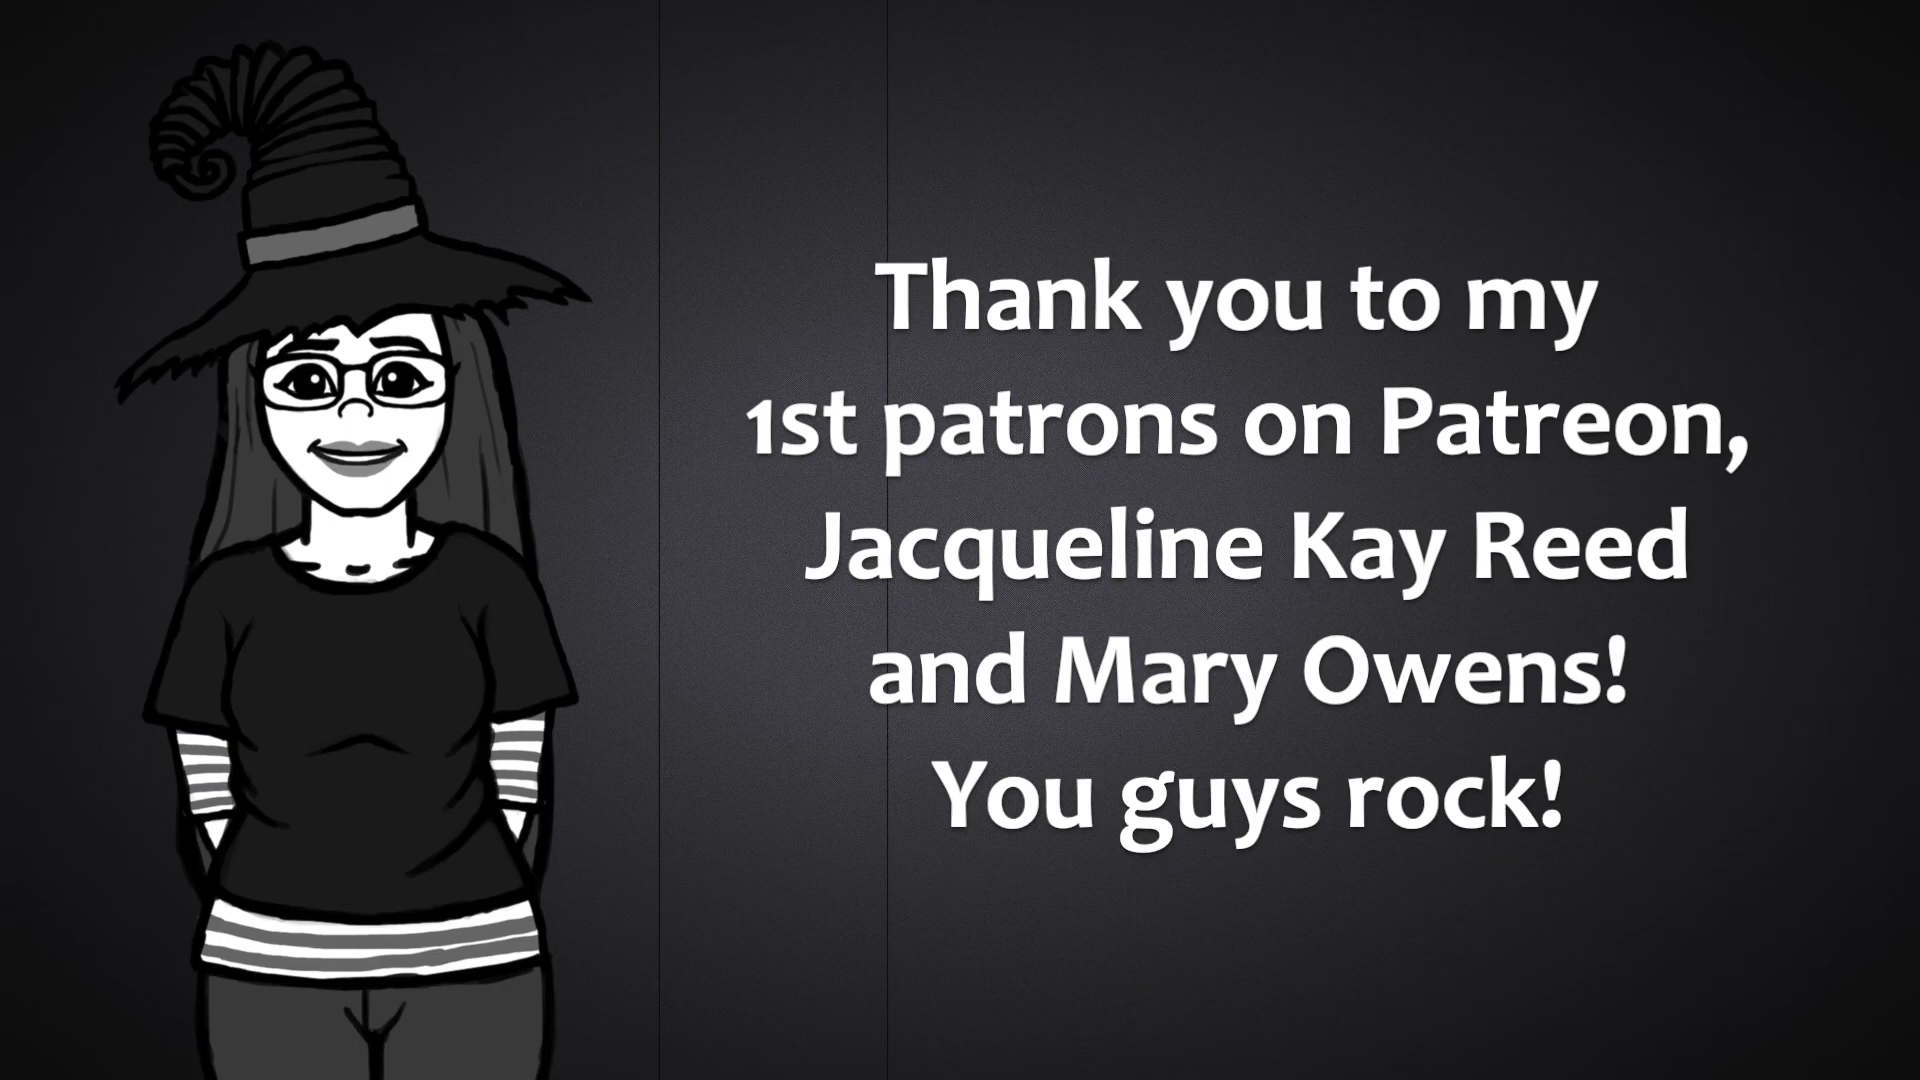 Thank you to my
1st patrons on Patreon,
Jacqueline Kay Reed
and Mary Owens!
You guys rock!